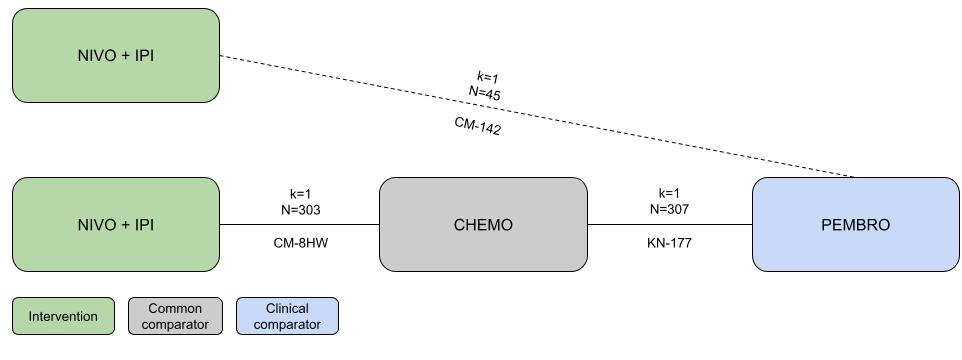 NIVO + IPI
k=1
N=45
CM-142
NIVO + IPI
k=1
N=303
CM-8HW
CHEMO
k=1
N=307
KN-177
PEMBRO
Intervention
Common
comparator
Clinical
comparator